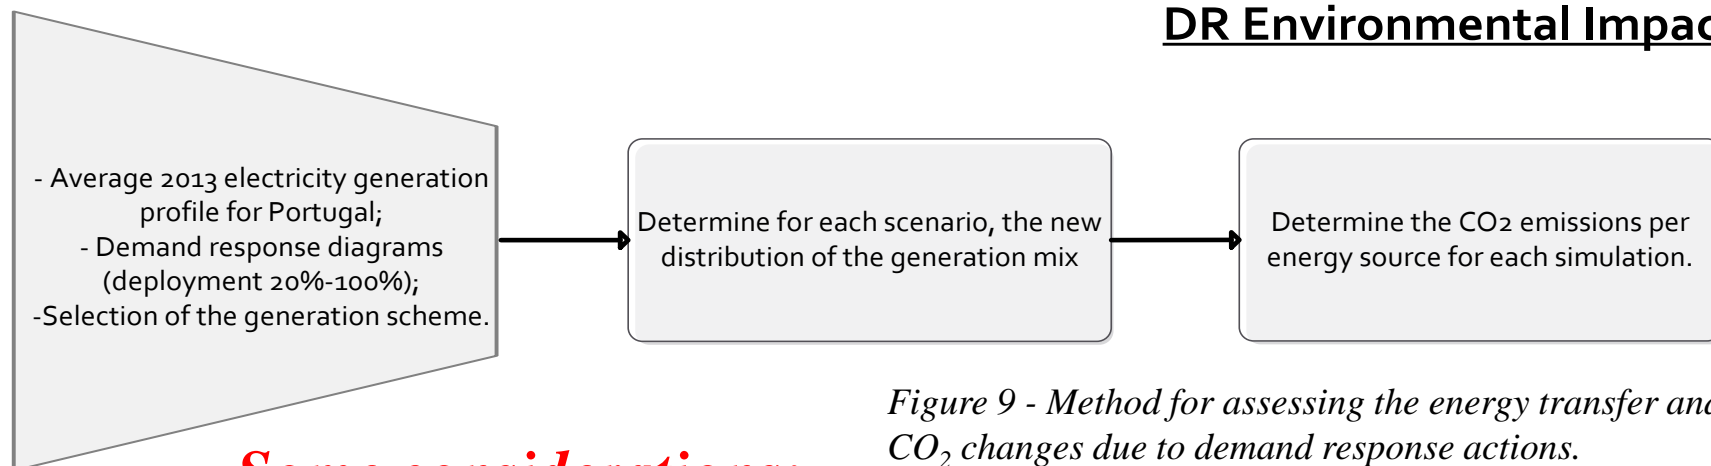 DR Environmental Impac
- Average 2013 electricity generation
profile for Portugal;
- Demand response diagrams
(deployment 20%-100%);
-Selection of the generation scheme.
Determine for each scenario, the new
distribution of the generation mix
Determine the CO2 emissions per
energy source for each simulation.
Figure 9 - Method for assessing the energy transfer and
CO₂ changes due to demand response actions.
Some considerations: